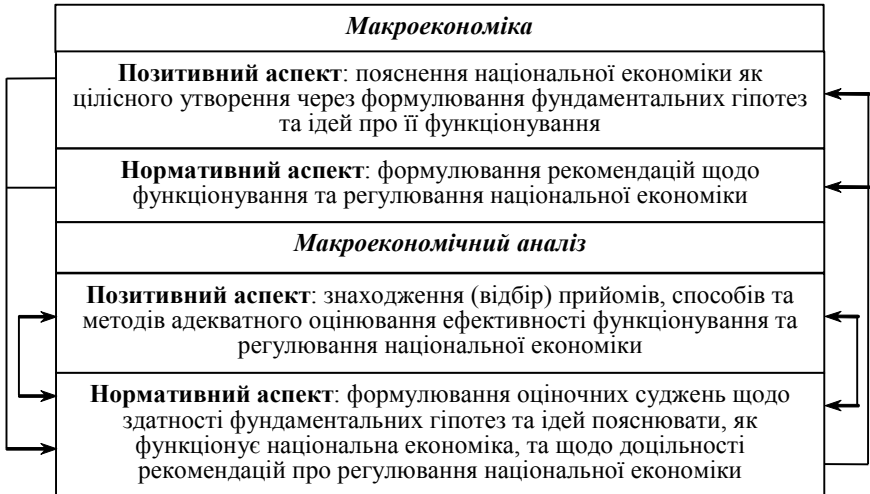 Макроекономіка
Позитивний аспект: пояснення національної економіки як
цілісного утворення через формулювання фундаментальних гіпотез
та ідей про її функціонування
Нормативний аспект: формулювання рекомендацій щодо
функціонування та регулювання національної економіки
Макроекономічний аналіз
Позитивний аспект: знаходження (відбір) прийомів, способів та
методів адекватного оцінювання ефективності функціонування та
регулювання національної економіки
Нормативний аспект: формулювання оціночних суджень щодо
здатності фундаментальних гіпотез та ідей пояснювати, як
функціонує національна економіка, та щодо доцільності
рекомендацій про регулювання національної економіки